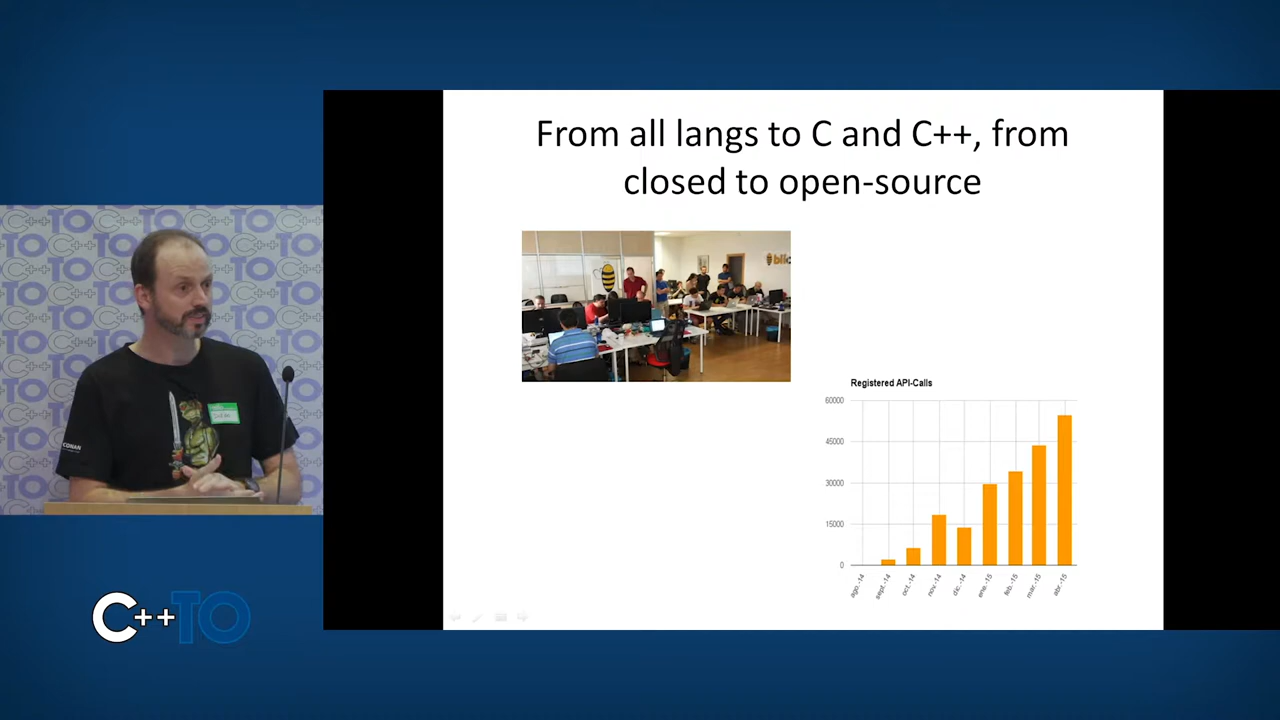 From all langs to C and C++, from
closed to open-source
Registered API-Calls
60000
45000
30000
15000
0
ago.-14
sept.-14
oct.-14
nov.-14
dic.-14
ene.-15
feb.-15
mar.-15
abr.-15
CONAN
C++TO